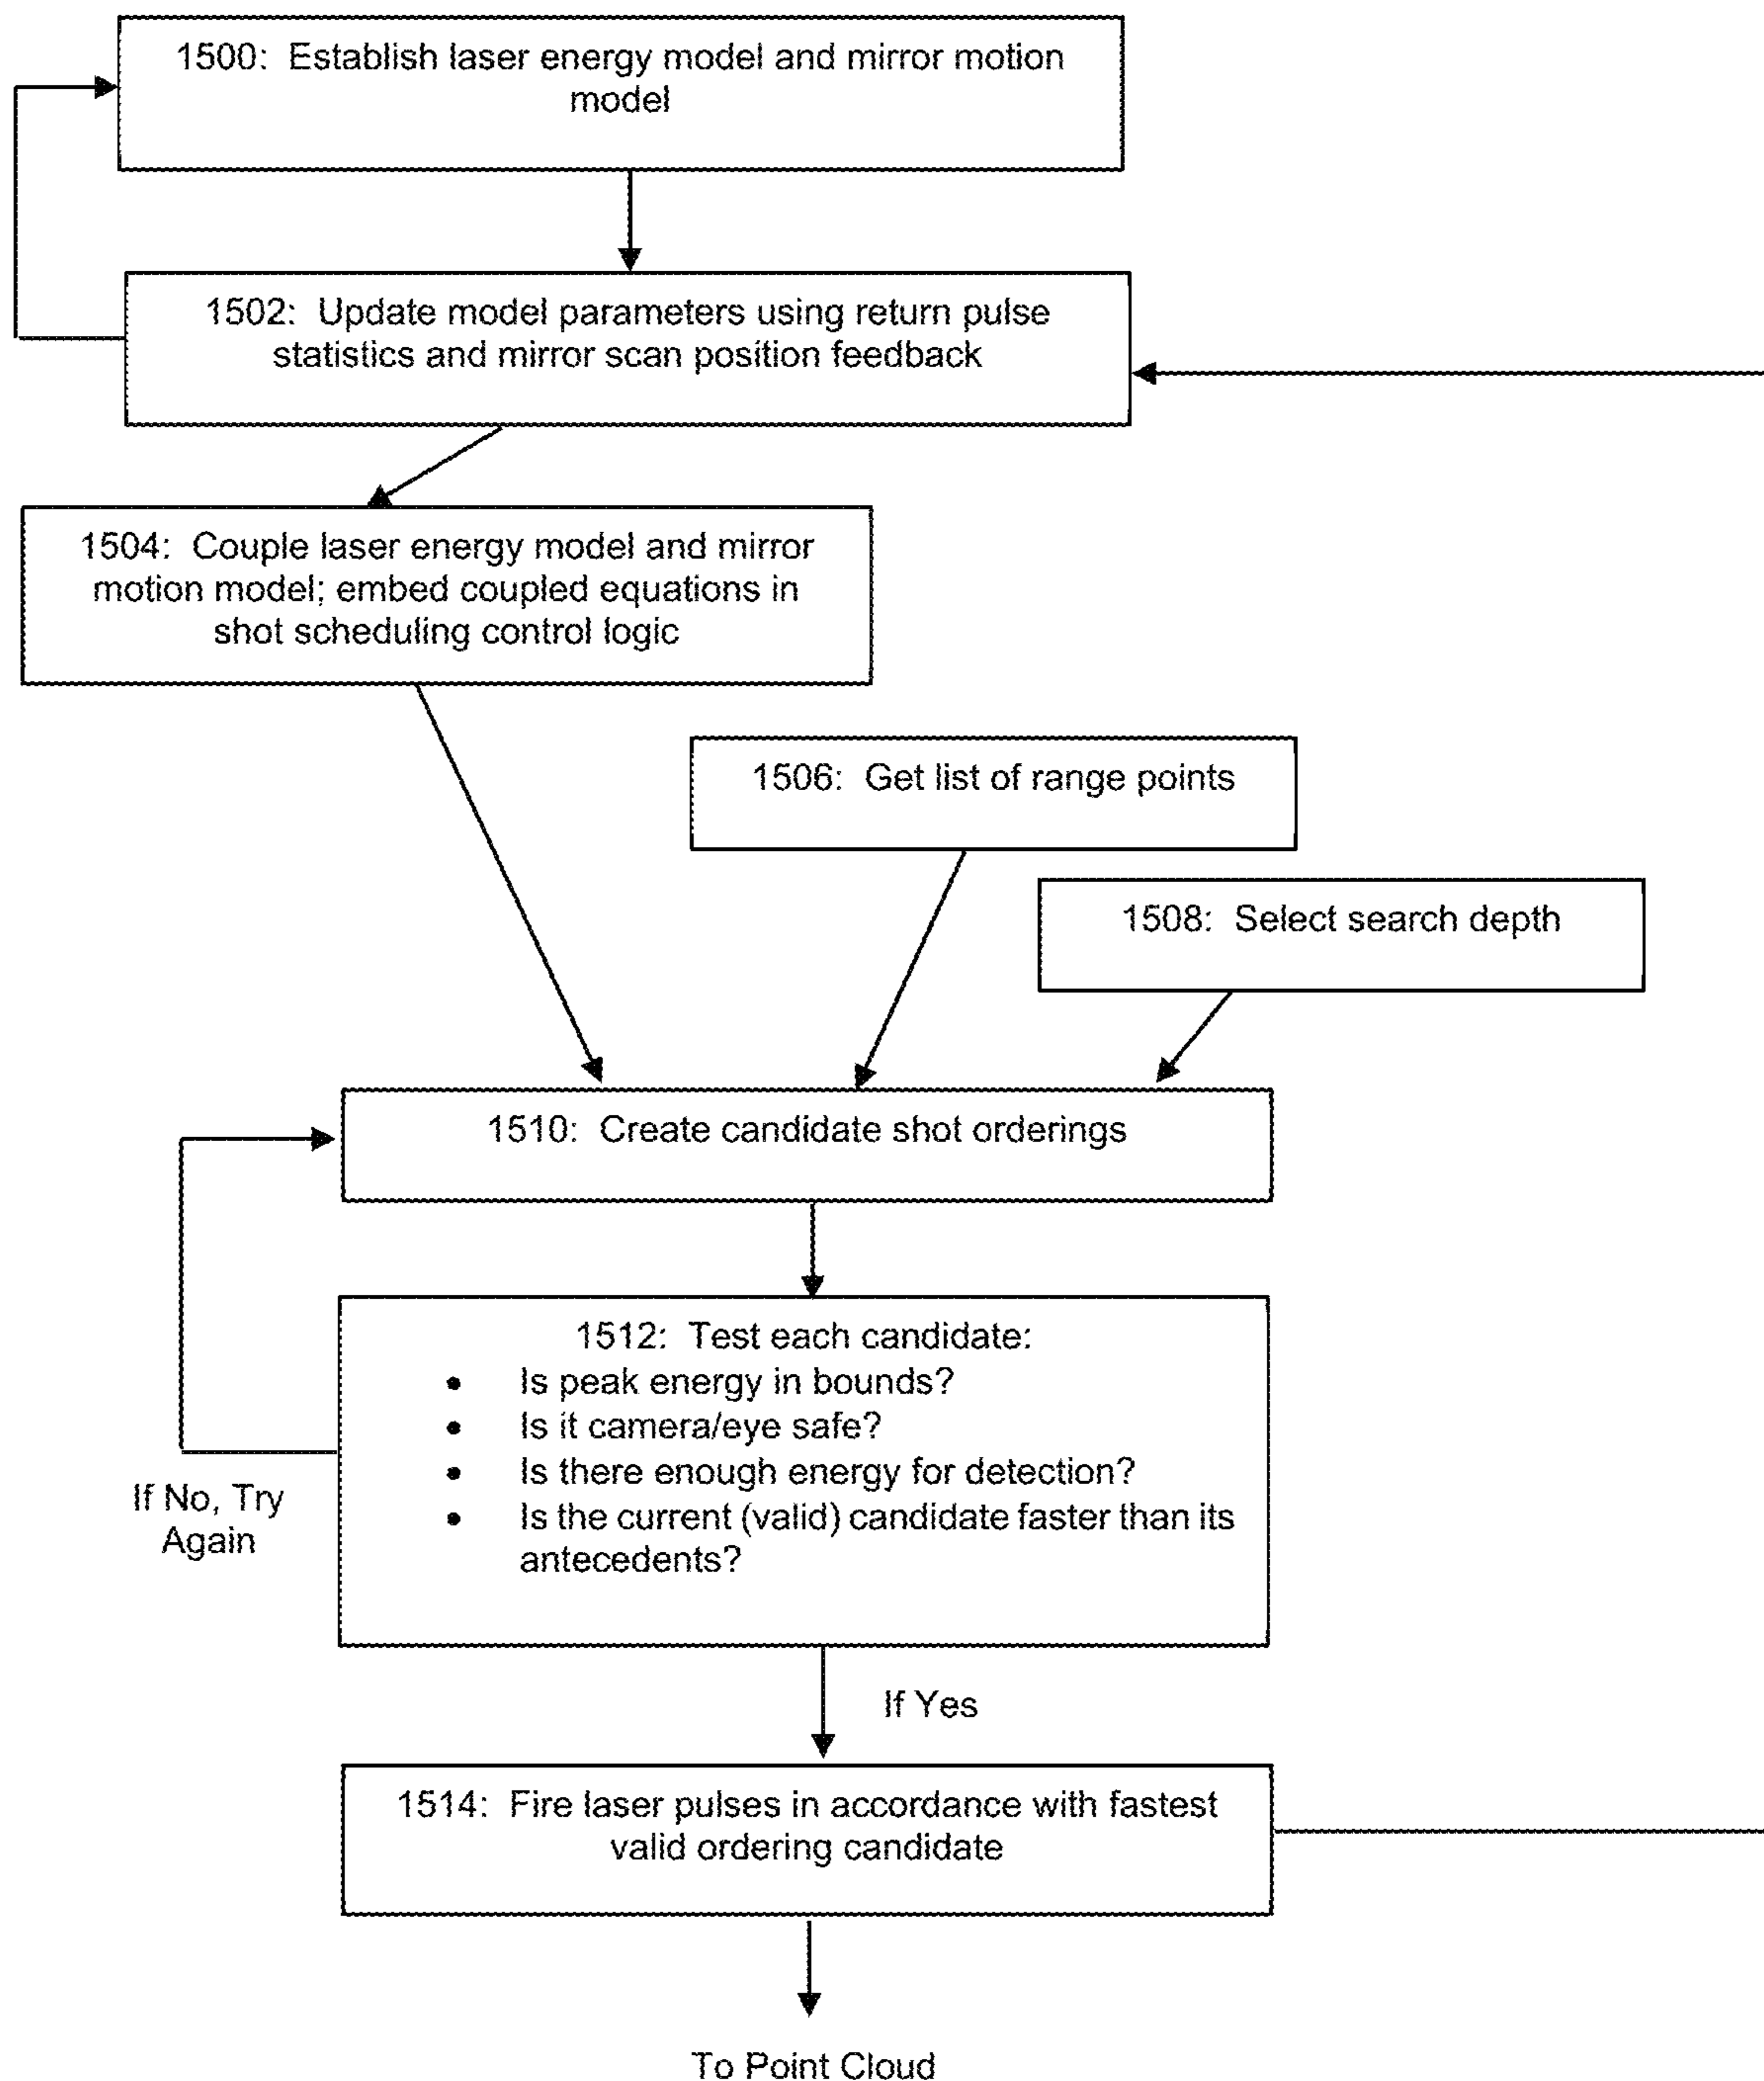 1500: Establish laser energy model and mirror motion
model
1502: Update model parameters using return pulse
statistics and mirror scan position feedback
1504: Couple laser energy model and mirror
motion model; embed coupled equations in
shot scheduling control logic
1506: Get list of range points
1508: Select search depth
1510: Create candidate shot orderings
1512: Test each candidate:
• Is peak energy in bounds?
• Is it camera/eye safe?
• Is there enough energy for detection?
• Is the current (valid) candidate faster than its
antecedents?
If No, Try
Again
If Yes
1514: Fire laser pulses in accordance with fastest
valid ordering candidate
To Point Cloud